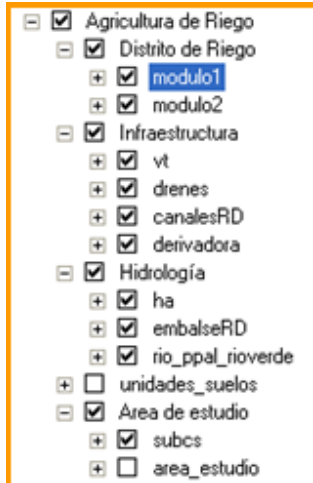 Agricultura de Riego
Distrito de Riego
modulo1
modulo2
Infraestructura
vt
drenes
canalesRD
derivadora
Hidrología
ha
embalseRD
rio_ppal_rioverde
unidades_suelos
Area de estudio
subcs
area_estudio